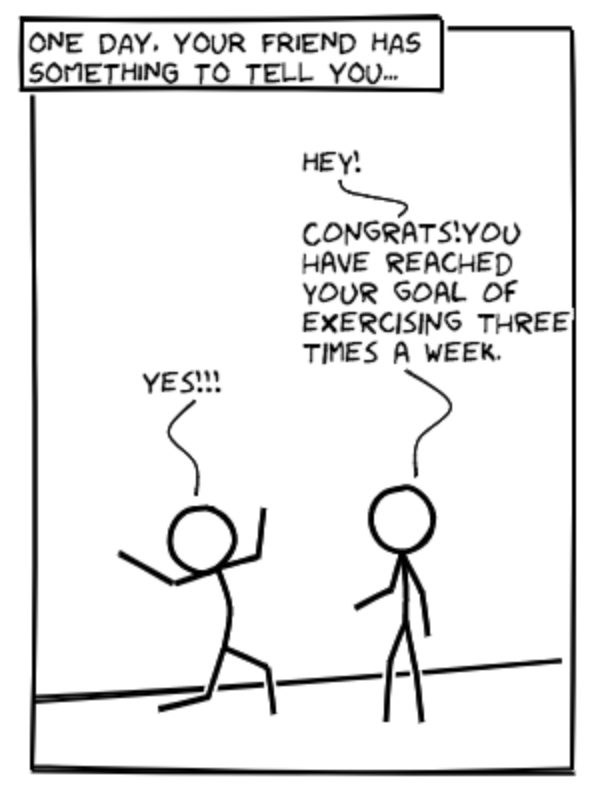 ONE DAY, YOUR FRIEND HAS
SOMETHING TO TELL YOU...
HEY!
CONGRATS!YOU
HAVE REACHED
YOUR GOAL OF
EXERCISING THREE
TIMES A WEEK.
YES!!!